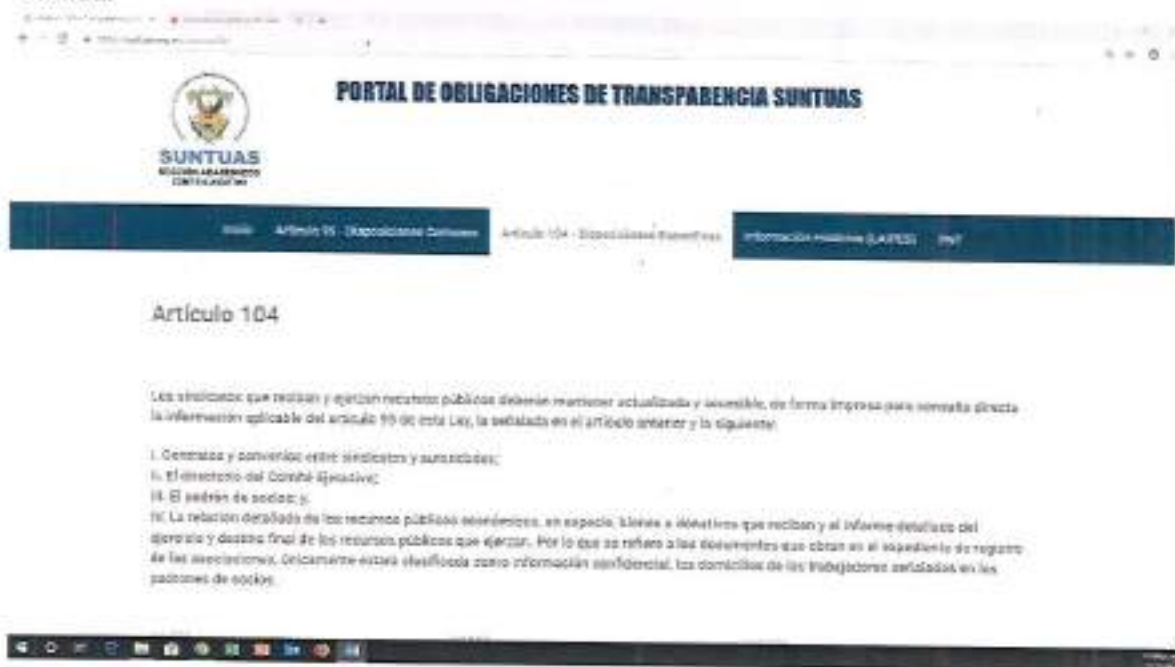 PORTAL DE OBLIGACIONES DE TRANSPARENCIA SUNTUAS
SUNTUAS
SECCIÓN ACADÉMICOS
COMITÉ EJECUTIVO
Inicio Artículo 95 - Disposiciones Comunes Artículo 104 - Disposiciones Específicas Información Histórica (LAIPES) PNT
Artículo 104
Los sindicatos que reciban y ejerzan recursos públicos deberán mantener actualizada y accesible, de forma impresa para consulta directa
la información aplicable del artículo 95 de esta Ley, la señalada en el artículo anterior y la siguiente:
I. Contratos y convenios entre sindicatos y autoridades;
II. El directorio del Comité Ejecutivo;
III. El padrón de socios; y,
IV. La relación detallada de los recursos públicos económicos, en especie, bienes o donativos que reciban y el informe detallado del
ejercicio y destino final de los recursos públicos que ejerzan. Por lo que se refiere a los documentos que obran en el expediente de registro
de las asociaciones, únicamente estará clasificada como información confidencial, los domicilios de los trabajadores señalados en los
padrones de socios.